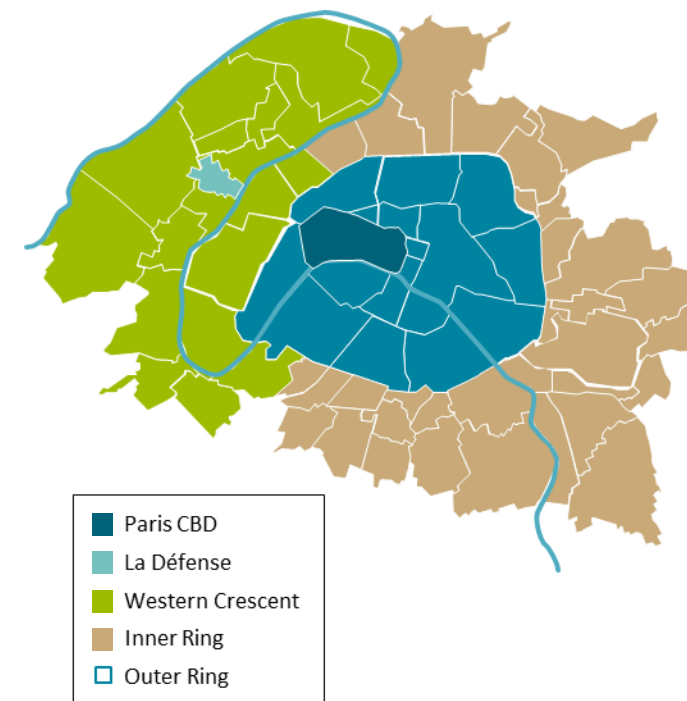 Paris CBD
La Défense
Western Crescent
Inner Ring
Outer Ring